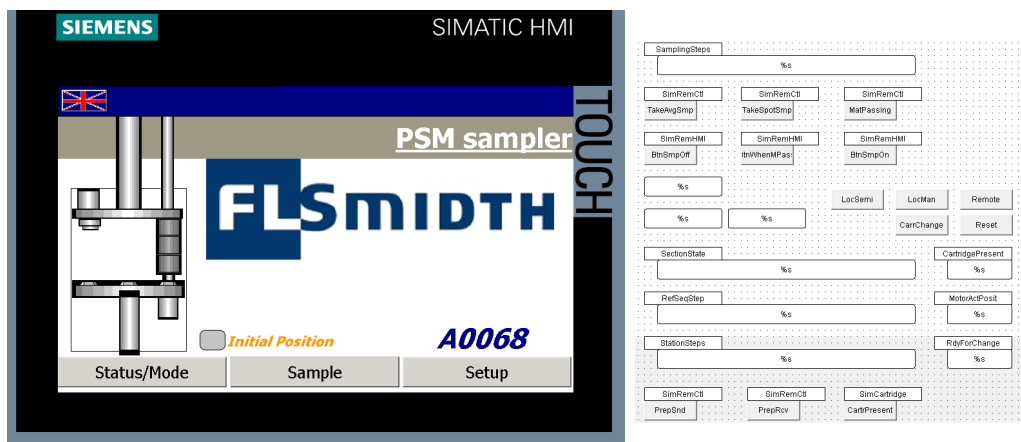 SIEMENS
SIMATIC HMI
TOUCH
PSM sampler
FLSMIDTH
Initial Position
A0068
Status/Mode
Sample
Setup
SamplingSteps
%s
SimRemCtl SimRemCtl SimRemCtl
TakeAvgSmp TakeSpotSmp MatPassing
SimRemHMI SimRemHMI SimRemHMI
BtnSmpOff tnWhenMPas BtnSmpOn
%s
LocSemi LocMan Remote
%s %s
CarrChange Reset
SectionState CartridgePresent
%s %s
RefSeqStep MotorActPosit
%s %s
StationSteps RdyForChange
%s %s
SimRemCtl SimRemCtl SimCartridge
PrepSnd PrepRcv CartrPresent